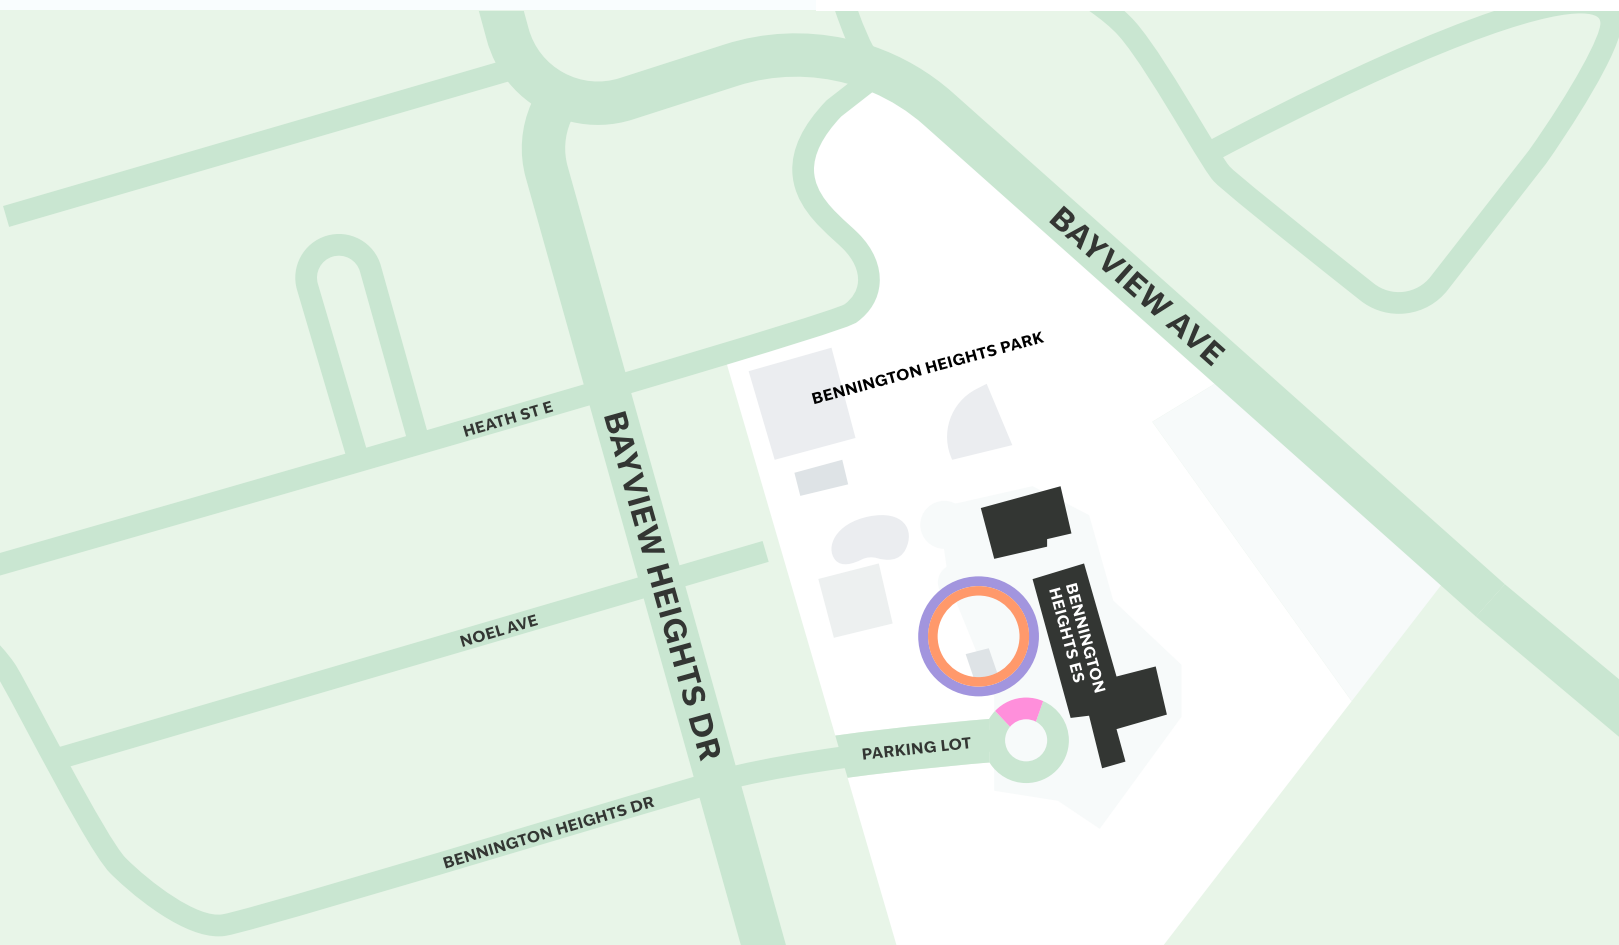 BAYVIEW AVE
BENNINGTON HEIGHTS PARK
HEATH ST E
BAYVIEW HEIGHTS DR
NOEL AVE
BENNINGTON
HEIGHTS ES
PARKING LOT
BENNINGTON HEIGHTS DR